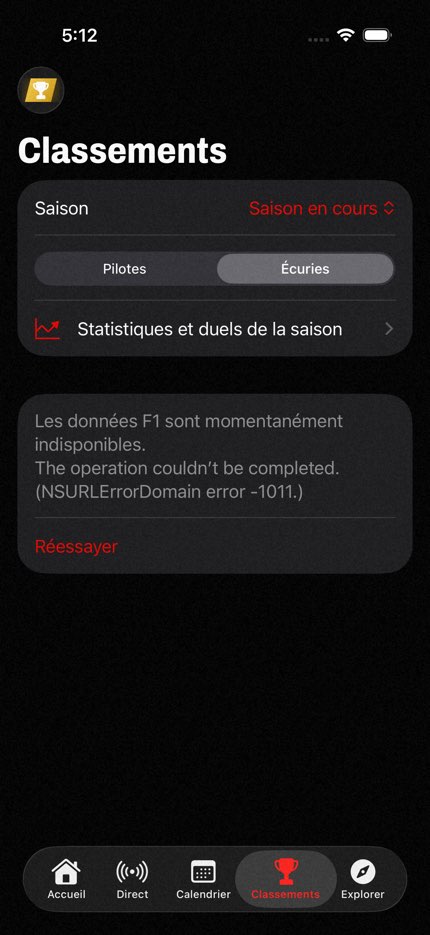 5:12
Classements
Saison
Saison en cours
Pilotes
Écuries
Statistiques et duels de la saison
Les données F1 sont momentanément
indisponibles.
The operation couldn’t be completed.
(NSURLErrorDomain error -1011.)
Réessayer
Accueil
Direct
Calendrier
Classements
Explorer